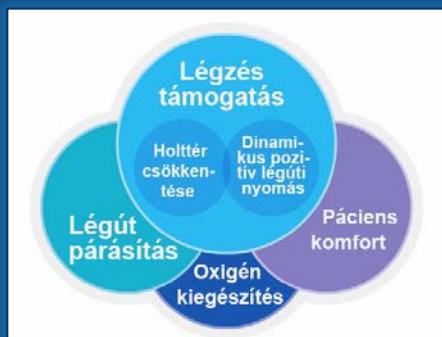 Légzés
támogatás
Holttér
csökken-
tése
Dinami-
kus pozi-
tív légúti
nyomás
Légút
párásítás
Páciens
komfort
Oxigén
kiegészítés